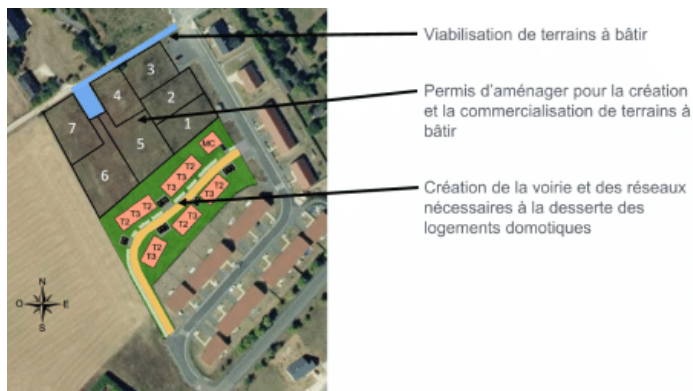 Viabilisation de terrains à bâtir
Permis d'aménager pour la création
et la commercialisation de terrains à
bâtir
Création de la voirie et des réseaux
nécessaires à la desserte des
logements domotiques
3
4
2
7
1
5
6
MC
T2
T3
T2
T3
T2
T3
T2
T3
T2
T3
T2
T2
T3
N
O
E
S